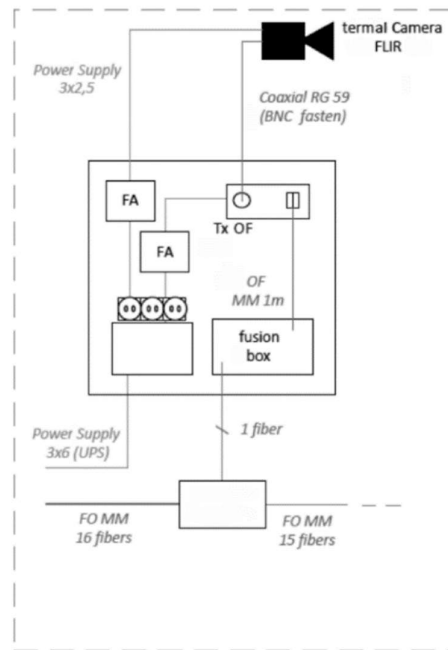 termal Camera
FLIR
Power Supply
3x2,5
Coaxial RG 59
(BNC fasten)
FA
Tx OF
FA
OF
MM 1m
fusion
box
Power Supply
3x6 (UPS)
1 fiber
FO MM
16 fibers
FO MM
15 fibers